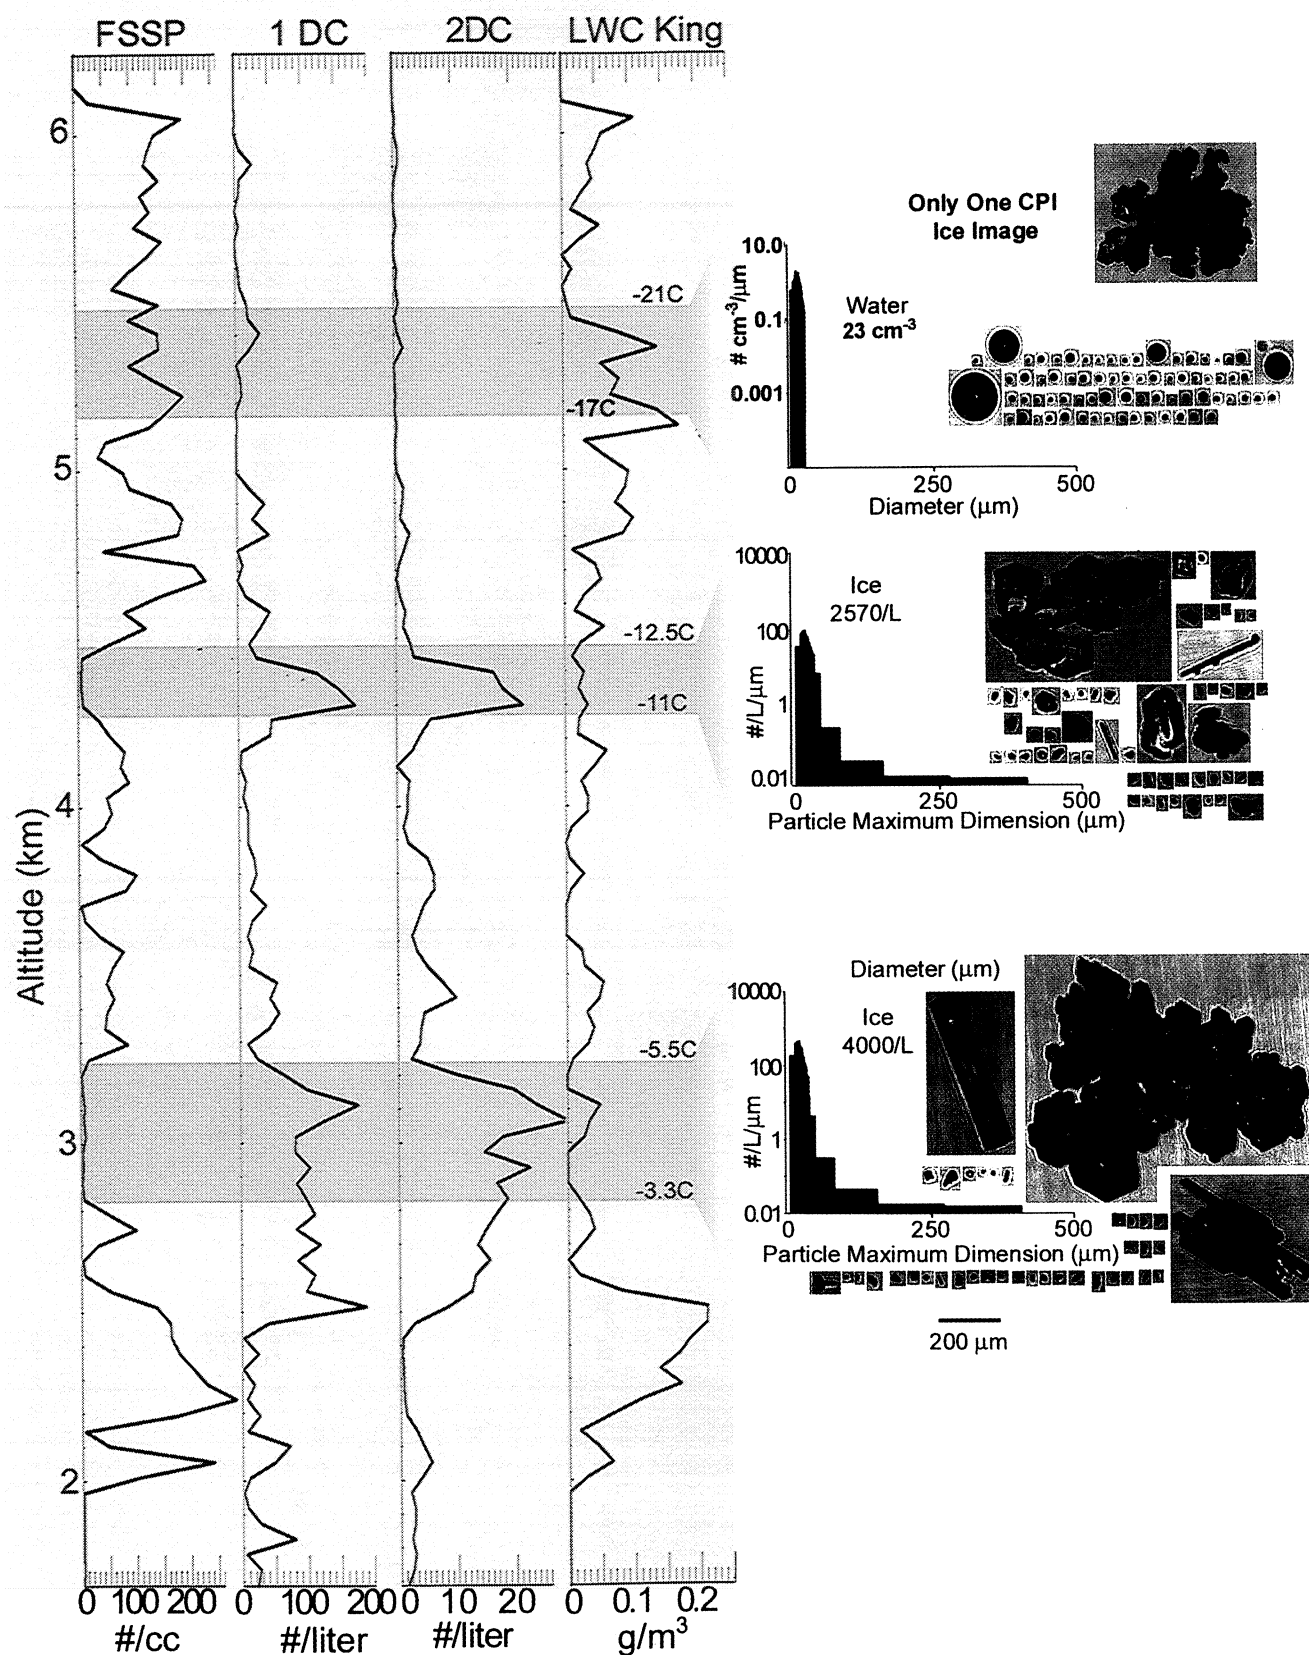 FSSP 1 DC 2DC LWC King
6
5
4
3
2
Altitude (km)
-21C
-17C
-12.5C
-11C
-5.5C
-3.3C
0 100 200 0 100 200 0 10 20 0 0.1 0.2
#/cc #/liter #/liter g/m³
Only One CPI
Ice Image
10.0
0.1
0.001
# cm⁻³/μm
Water
23 cm⁻³
0 250 500
Diameter (μm)
10000
100
1
0.01
#/L/μm
Ice
2570/L
0 250 500
Particle Maximum Dimension (μm)
Diameter (μm)
10000
100
1
0.01
#/L/μm
Ice
4000/L
0 250 500
Particle Maximum Dimension (μm)
200 μm